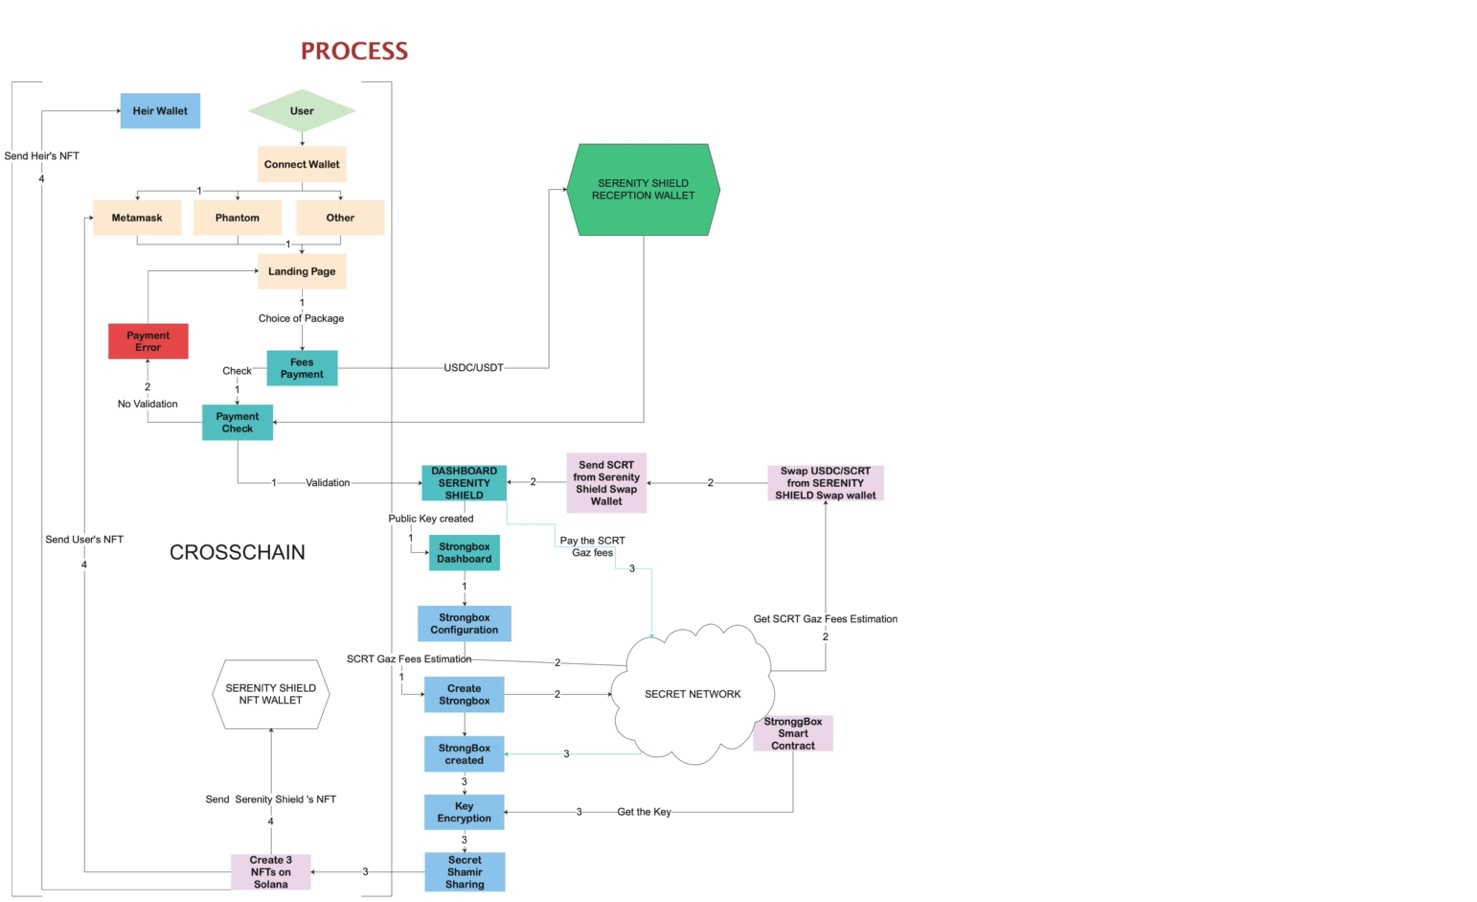 PROCESS
Heir Wallet
User
Send Heir's NFT
4
Connect Wallet
1
Metamask
Phantom
Other
1
Landing Page
1
Choice of Package
SERENITY SHIELD
RECEPTION WALLET
Payment
Error
Fees
Payment
USDC/USDT
Check
1
2
No Validation
Payment
Check
1
Validation
DASHBOARD
SERENITY
SHIELD
2
Send SCRT
from Serenity
Shield Swap
Wallet
2
Swap USDC/SCRT
from SERENITY
SHIELD Swap wallet
Public Key created
1
Send User's NFT
4
CROSSCHAIN
Strongbox
Dashboard
Pay the SCRT
Gaz fees
3
1
Strongbox
Configuration
Get SCRT Gaz Fees Estimation
2
SCRT Gaz Fees Estimation
1
2
SERENITY SHIELD
NFT WALLET
Create
Strongbox
2
SECRET NETWORK
StronggBox
Smart
Contract
StrongBox
created
3
3
Send Serenity Shield 's NFT
4
Key
Encryption
3
Get the Key
3
Create 3
NFTs on
Solana
3
Secret
Shamir
Sharing